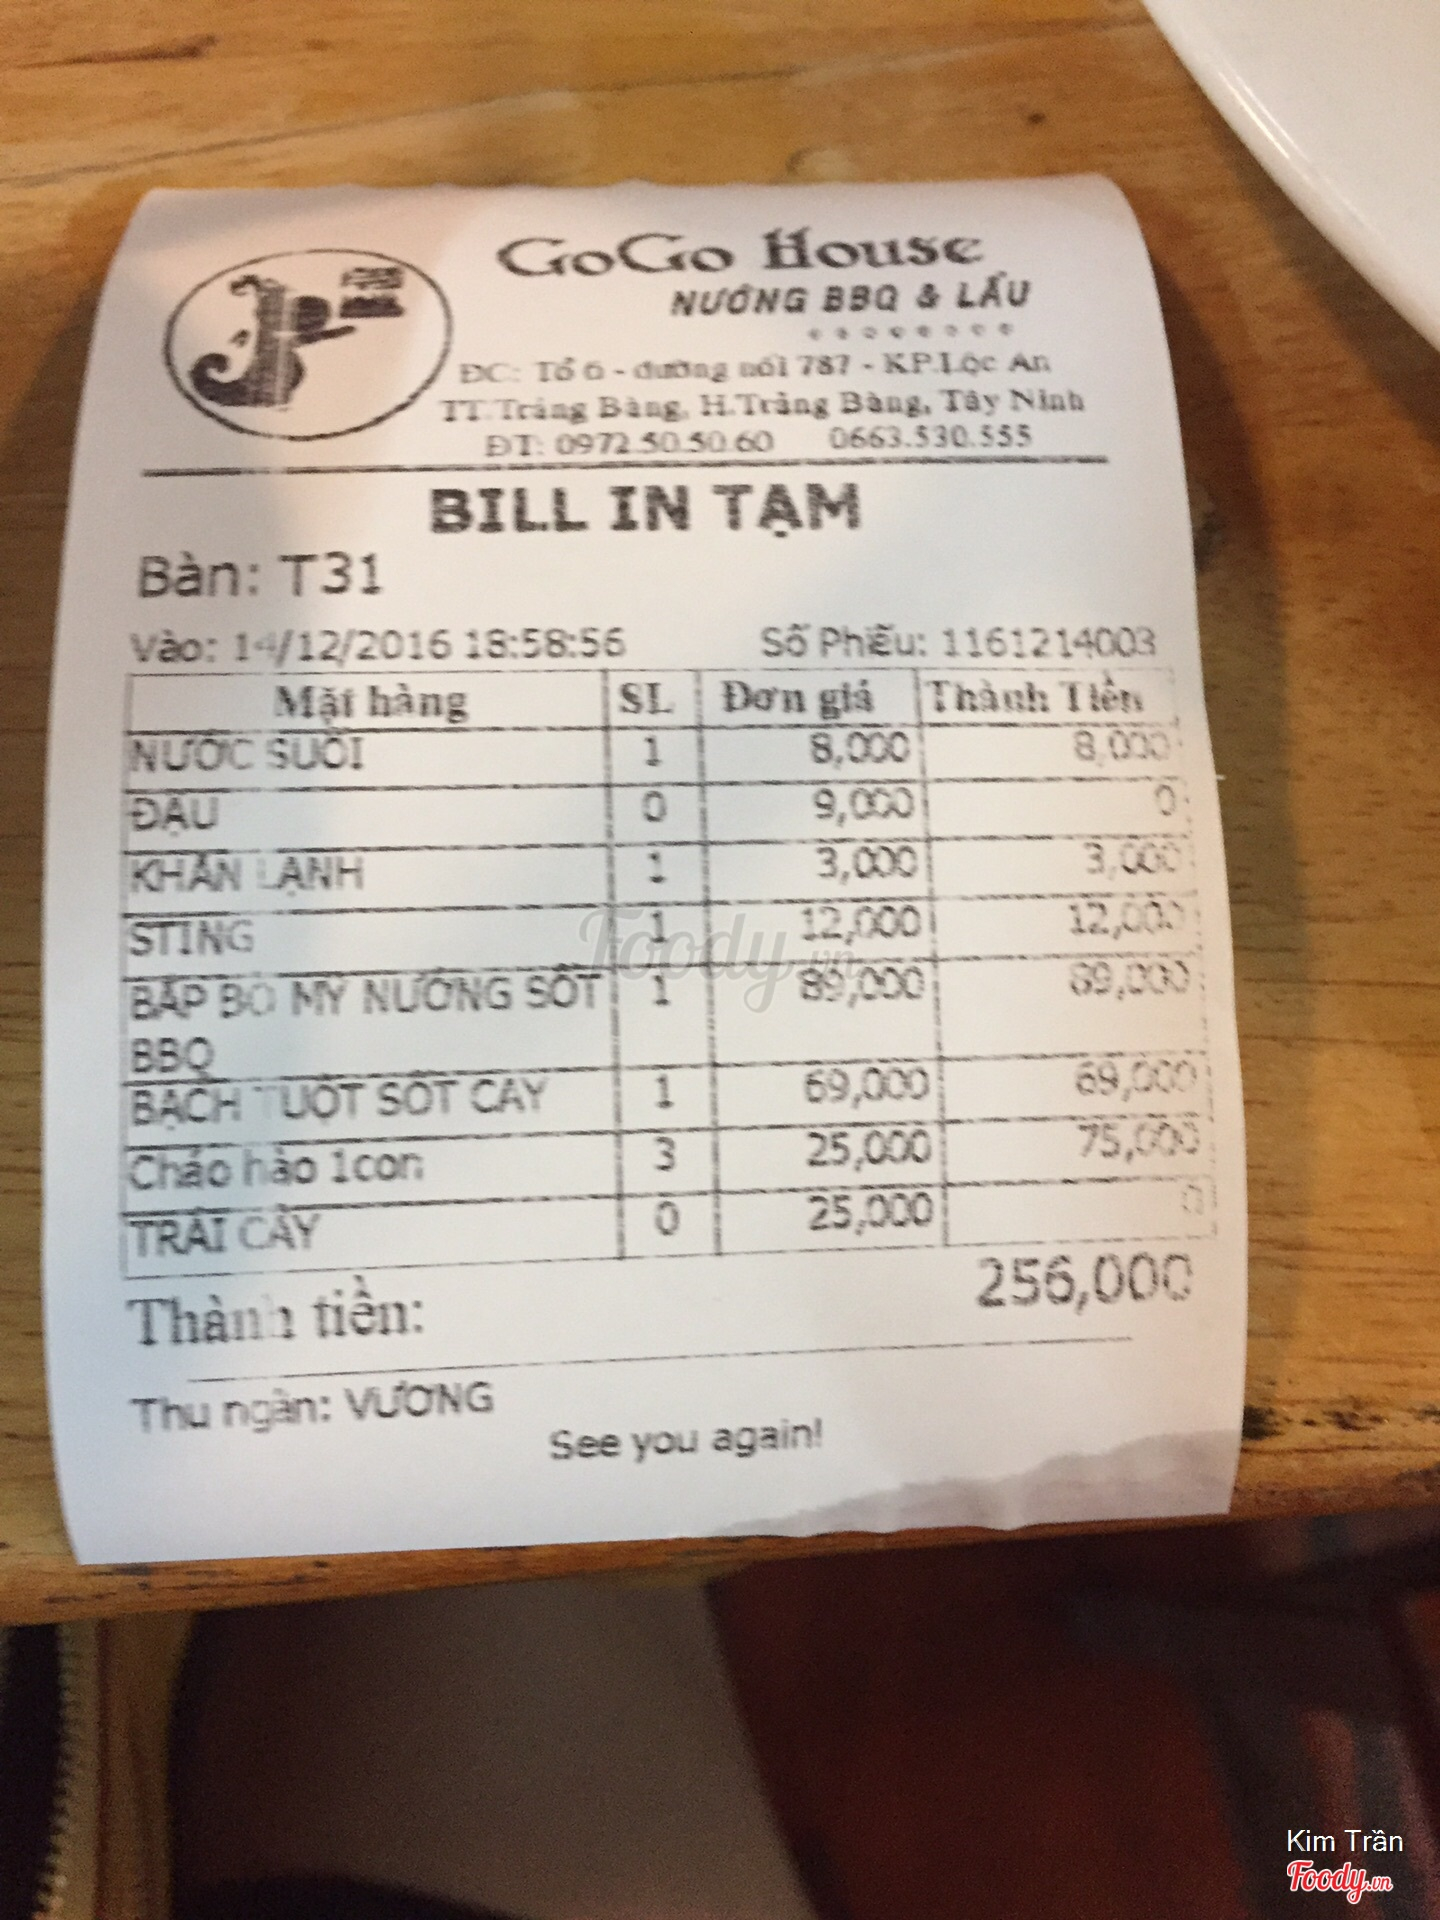 GoGo House
NƯỚNG BBQ & LẨU
ĐC: Tổ 6 - đường nối 787 - KP.Lộc An
TT.Trảng Bàng, H.Trảng Bàng, Tây Ninh
ĐT: 0972.50.50.60 0663.530.555
BILL IN TẠM
Bàn: T31
Vào: 14/12/2016 18:58:56 Số Phiếu: 1161214003
Mặt hàng SL Đơn giá Thành Tiền
NƯỚC SUỐI 1 8,000 8,000
ĐẬU 0 9,000 0
KHĂN LẠNH 1 3,000 3,000
STING 1 12,000 12,000
BẮP BÒ MỸ NƯỚNG SỐT 1 89,000 89,000
BBQ
BẠCH TUỘT SỐT CAY 1 69,000 69,000
Cháo hào 1con 3 25,000 75,000
TRÁI CÂY 0 25,000 0
Thành tiền: 256,000
Thu ngân: VƯƠNG
See you again!
Foody.vn
Kim Trần
Foody.vn